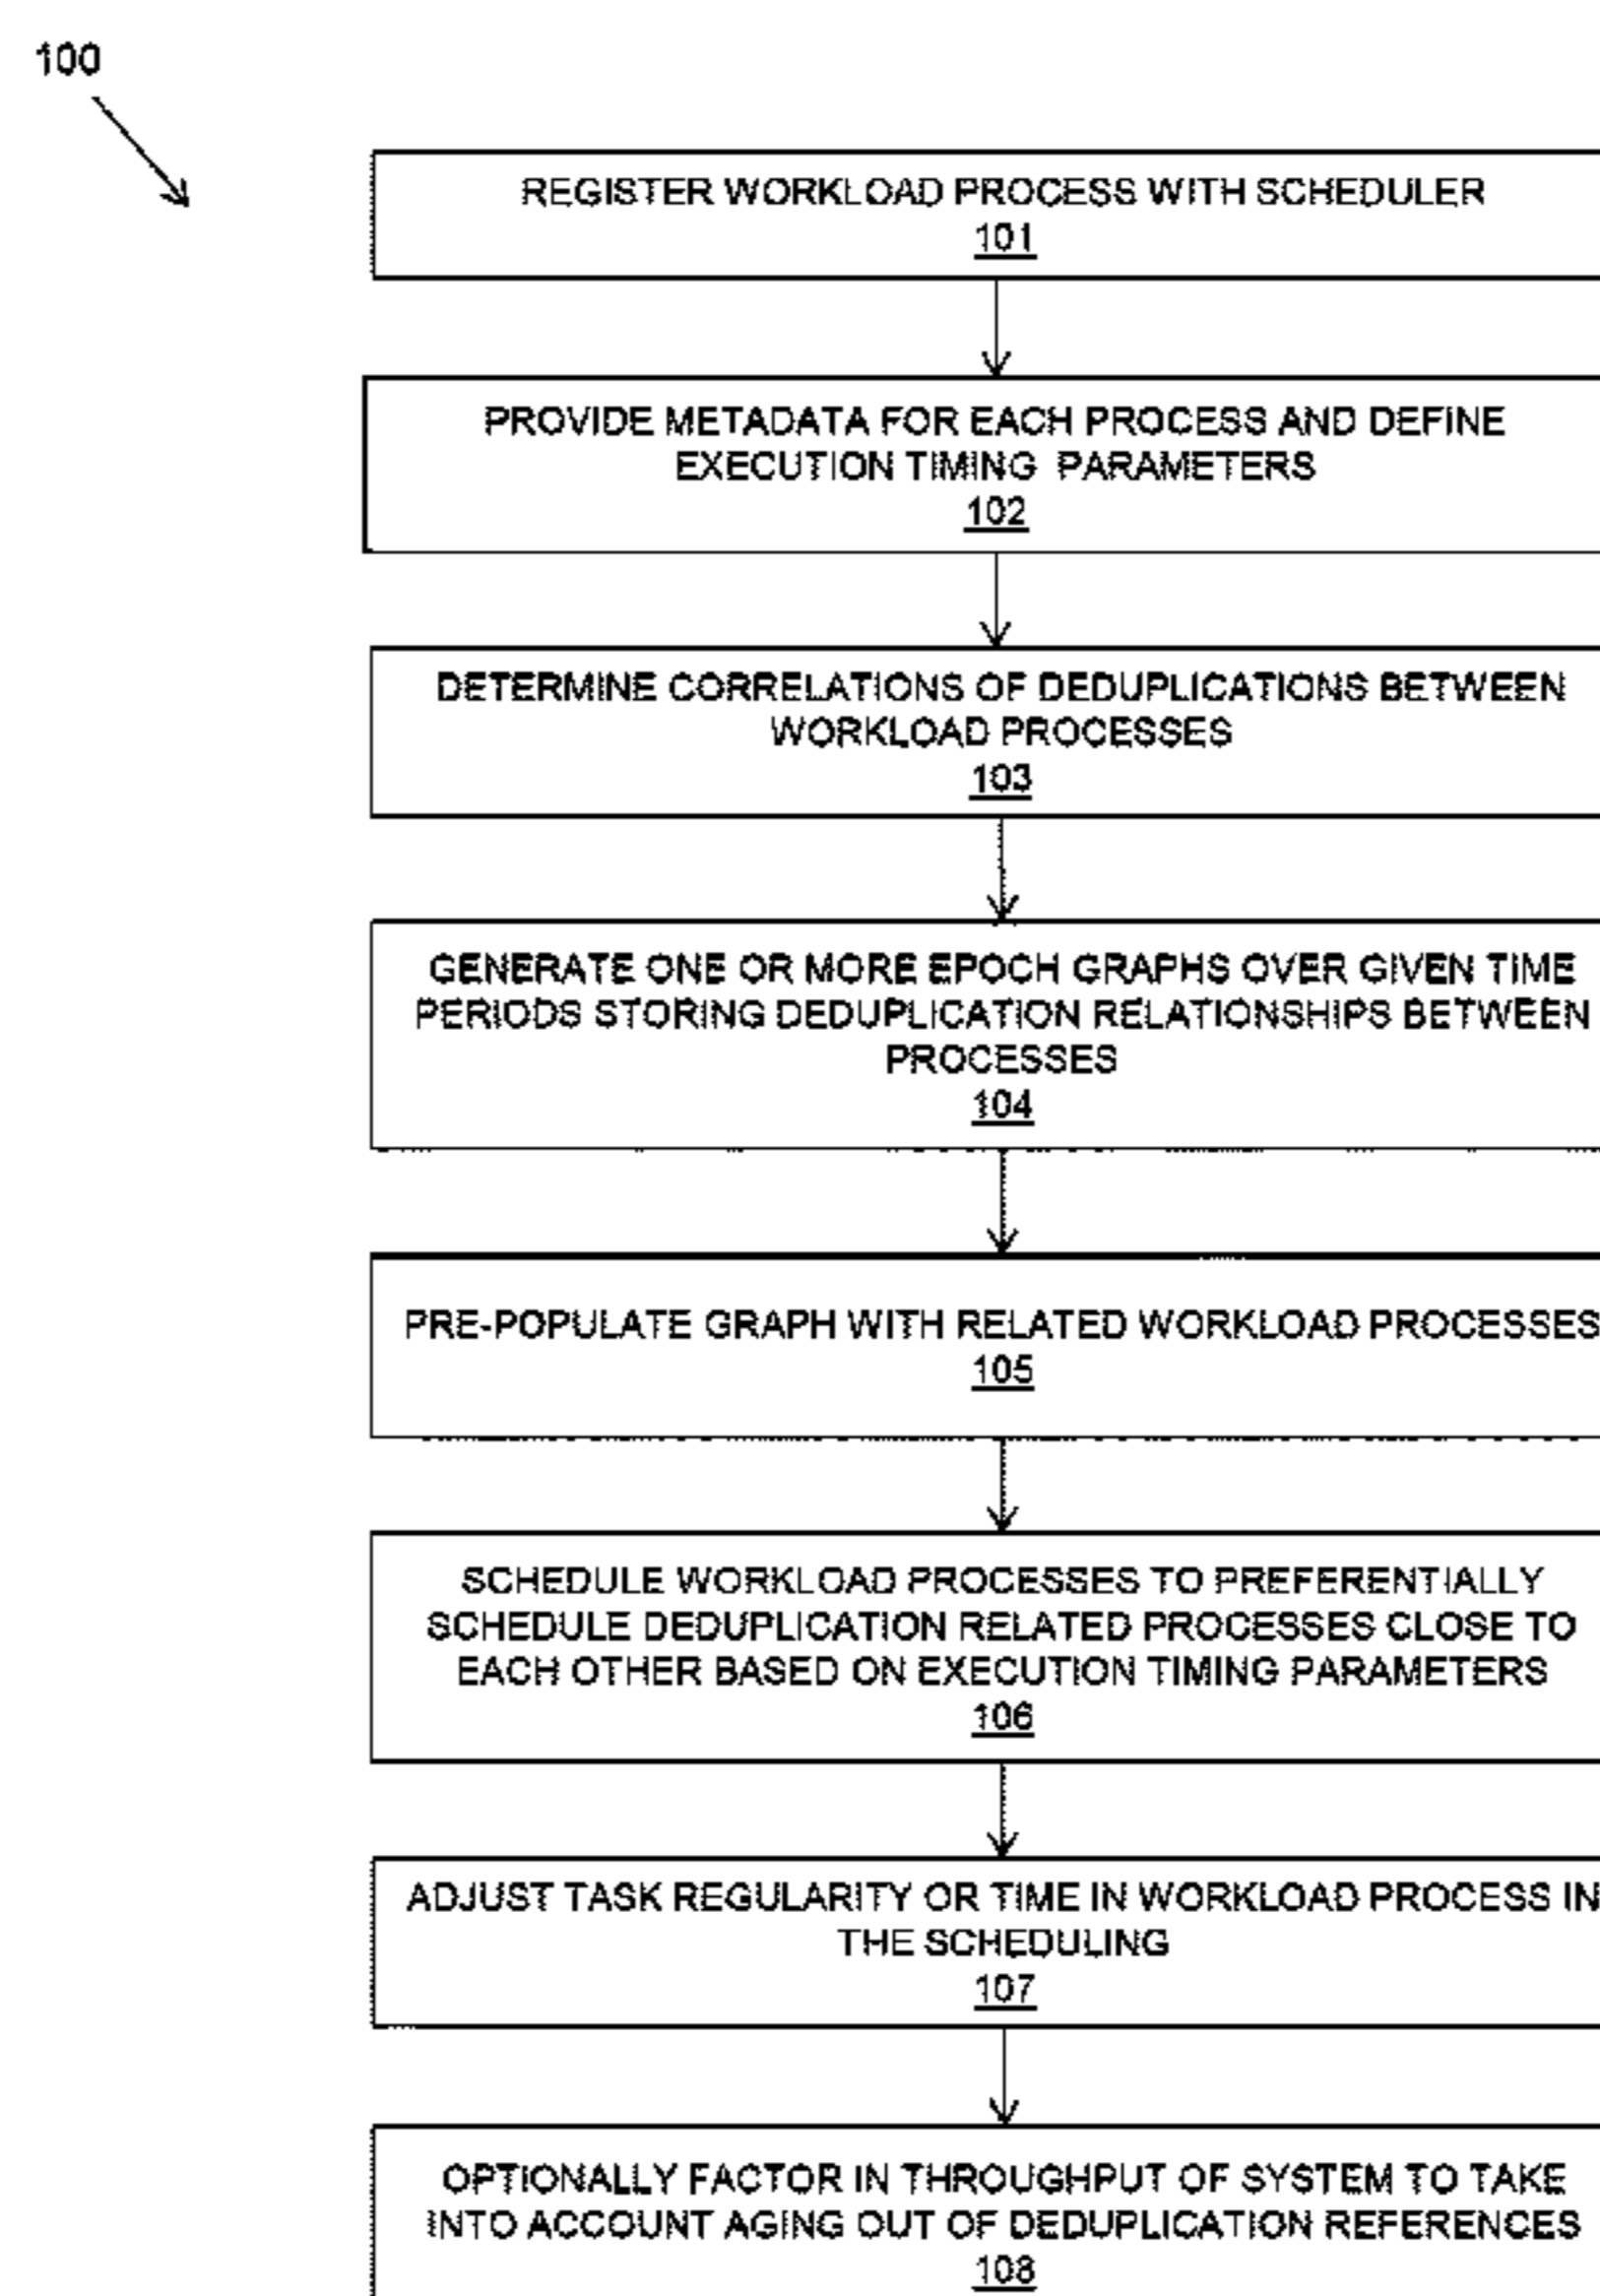 100
REGISTER WORKLOAD PROCESS WITH SCHEDULER
101
PROVIDE METADATA FOR EACH PROCESS AND DEFINE
EXECUTION TIMING PARAMETERS
102
DETERMINE CORRELATIONS OF DEDUPLICATIONS BETWEEN
WORKLOAD PROCESSES
103
GENERATE ONE OR MORE EPOCH GRAPHS OVER GIVEN TIME
PERIODS STORING DEDUPLICATION RELATIONSHIPS BETWEEN
PROCESSES
104
PRE-POPULATE GRAPH WITH RELATED WORKLOAD PROCESSES
105
SCHEDULE WORKLOAD PROCESSES TO PREFERENTIALLY
SCHEDULE DEDUPLICATION RELATED PROCESSES CLOSE TO
EACH OTHER BASED ON EXECUTION TIMING PARAMETERS
106
ADJUST TASK REGULARITY OR TIME IN WORKLOAD PROCESS IN
THE SCHEDULING
107
OPTIONALLY FACTOR IN THROUGHPUT OF SYSTEM TO TAKE
INTO ACCOUNT AGING OUT OF DEDUPLICATION REFERENCES
108